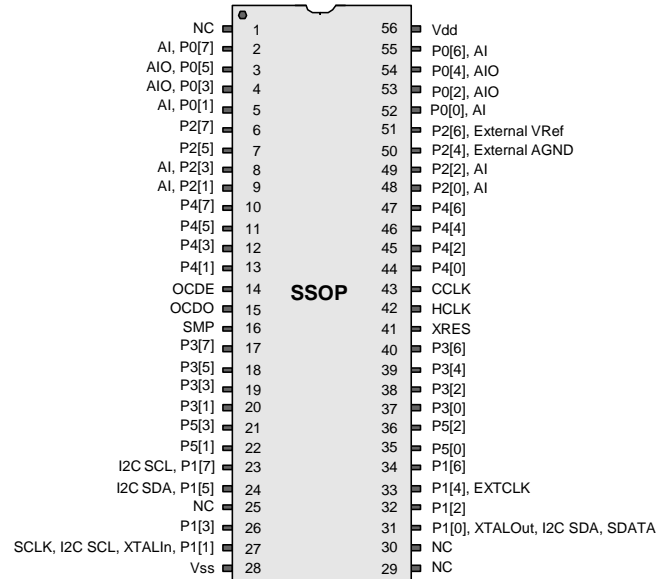 NC 1 56 Vdd
AI, P0[7] 2 55 P0[6], AI
AIO, P0[5] 3 54 P0[4], AIO
AIO, P0[3] 4 53 P0[2], AIO
AI, P0[1] 5 52 P0[0], AI
P2[7] 6 51 P2[6], External VRef
P2[5] 7 50 P2[4], External AGND
AI, P2[3] 8 49 P2[2], AI
AI, P2[1] 9 48 P2[0], AI
P4[7] 10 47 P4[6]
P4[5] 11 46 P4[4]
P4[3] 12 45 P4[2]
P4[1] 13 44 P4[0]
OCDE 14 SSOP 43 CCLK
OCDO 15 42 HCLK
SMP 16 41 XRES
P3[7] 17 40 P3[6]
P3[5] 18 39 P3[4]
P3[3] 19 38 P3[2]
P3[1] 20 37 P3[0]
P5[3] 21 36 P5[2]
P5[1] 22 35 P5[0]
I2C SCL, P1[7] 23 34 P1[6]
I2C SDA, P1[5] 24 33 P1[4], EXTCLK
NC 25 32 P1[2]
P1[3] 26 31 P1[0], XTALOut, I2C SDA, SDATA
SCLK, I2C SCL, XTALIn, P1[1] 27 30 NC
Vss 28 29 NC